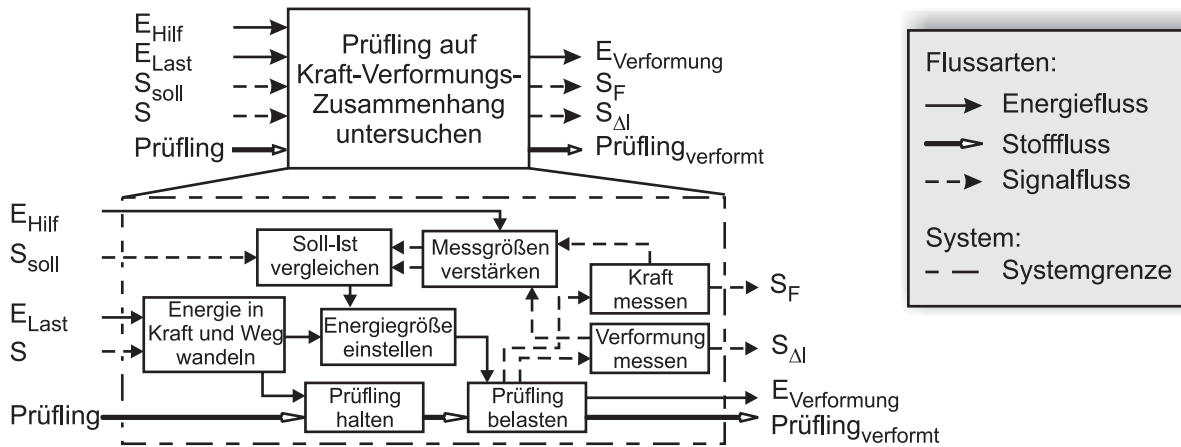 E_Hilf
E_Last
S_soll
S
Prüfling
Prüfling auf
Kraft-Verformungs-
Zusammenhang
untersuchen
E_Verformung
S_F
S_Δl
Prüfling_verformt
Flussarten:
Energiefluss
Stofffluss
Signalfluss
System:
Systemgrenze
E_Hilf
S_soll
E_Last
S
Prüfling
Soll-Ist
vergleichen
Messgrößen
verstärken
Kraft
messen
Energie in
Kraft und Weg
wandeln
Energiegröße
einstellen
Verformung
messen
Prüfling
halten
Prüfling
belasten
S_F
S_Δl
E_Verformung
Prüfling_verformt